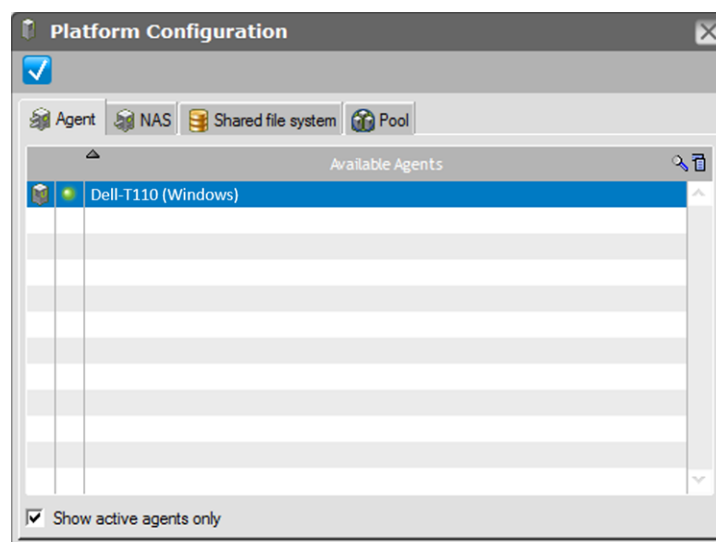 Platform Configuration
Agent NAS Shared file system Pool
Available Agents
Dell-T110 (Windows)
Show active agents only